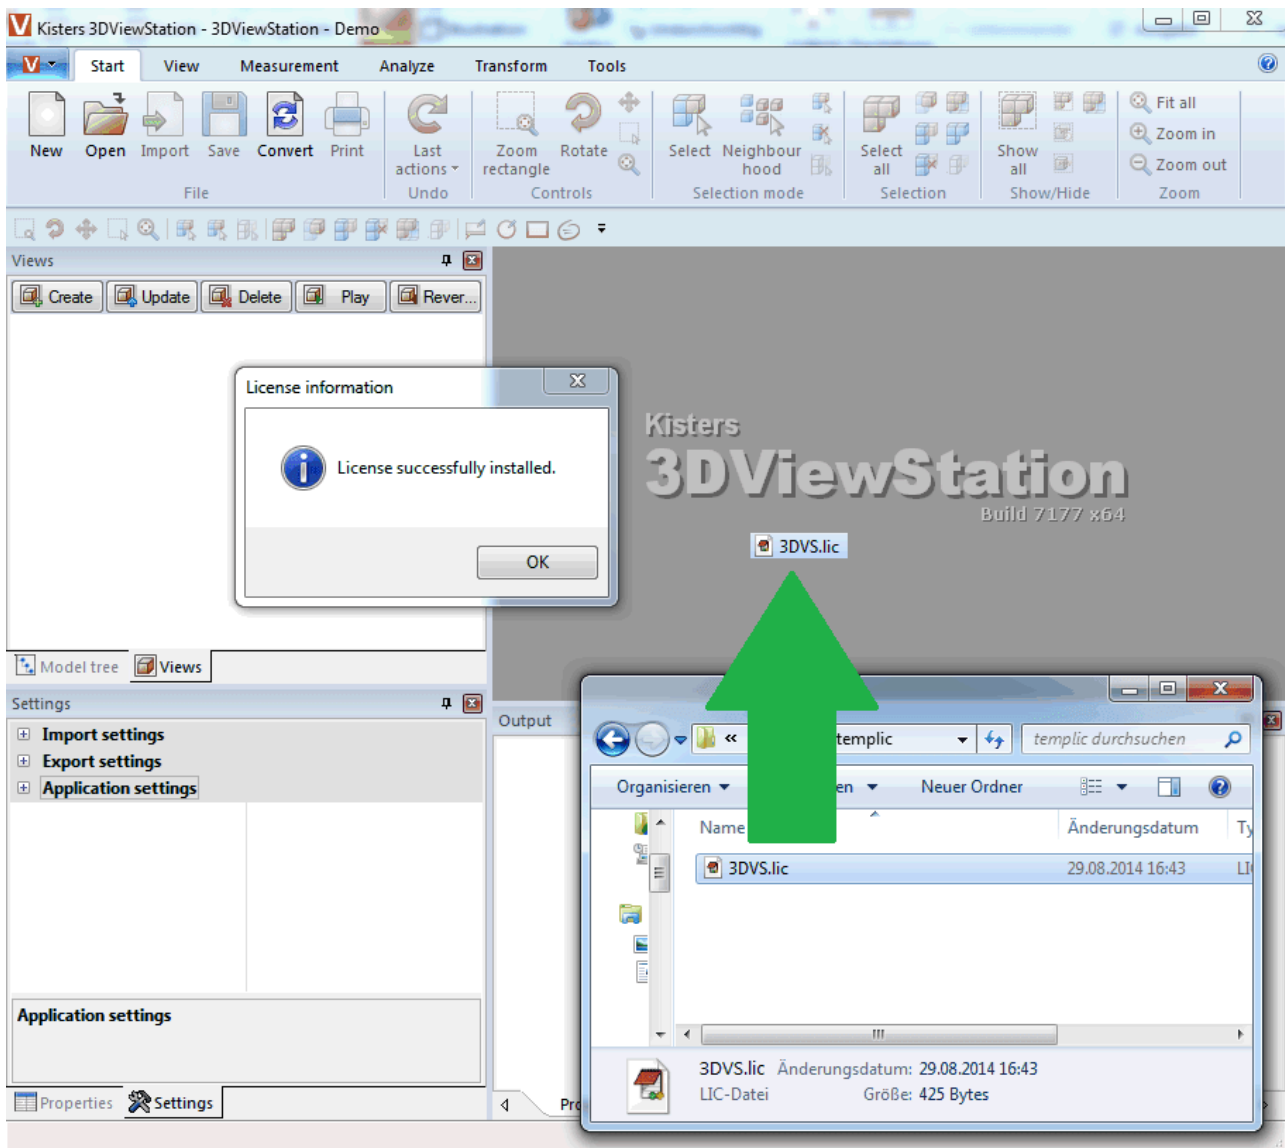 Kisters 3DViewStation - 3DViewStation - Demo
Start View Measurement Analyze Transform Tools
New Open Import Save Convert Print
File
Last actions
Undo
Zoom rectangle Rotate
Controls
Select Neighbour hood
Selection mode
Select all
Selection
Show all
Show/Hide
Fit all
Zoom in
Zoom out
Zoom
Views
Create Update Delete Play Rever...
License information
License successfully installed.
OK
Kisters
3DViewStation
Build 7177 x64
3DVS.lic
Model tree Views
Settings
Import settings
Export settings
Application settings
Application settings
Properties Settings
Output
« templic templic durchsuchen
Organisieren en Neuer Ordner
Name Änderungsdatum Ty
3DVS.lic 29.08.2014 16:43 LI
3DVS.lic Änderungsdatum: 29.08.2014 16:43
LIC-Datei Größe: 425 Bytes
Pro